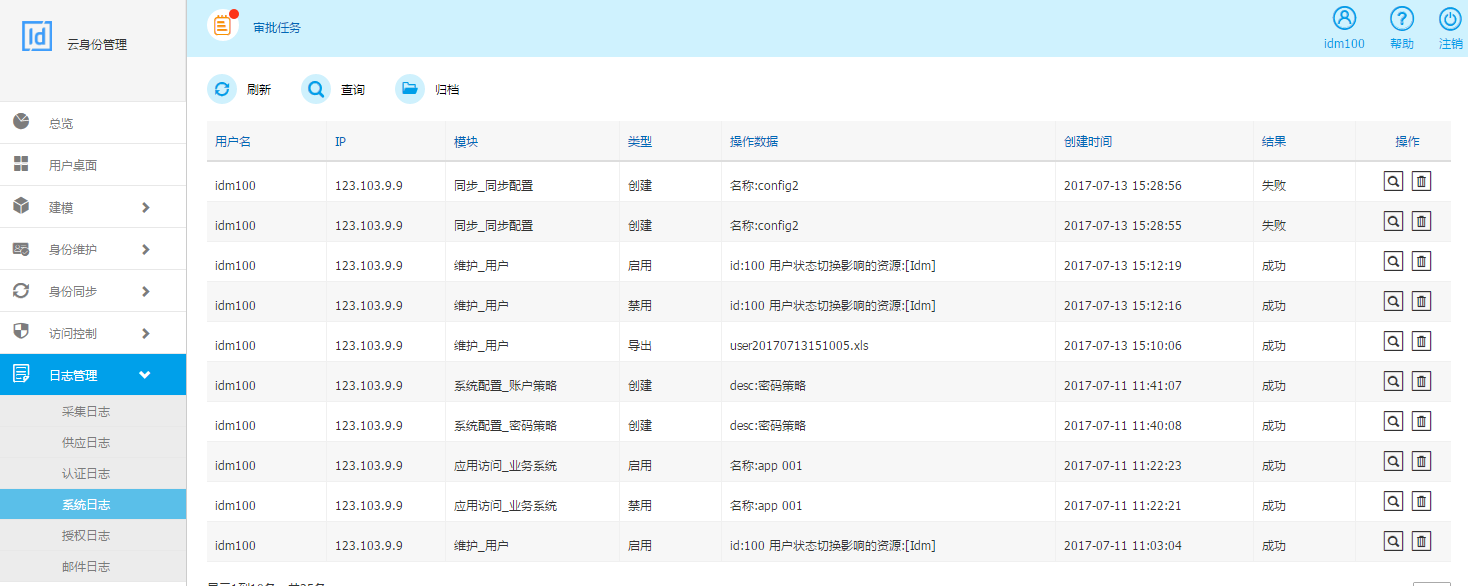 Id 云身份管理
审批任务
idm100 帮助 注销
总览
用户桌面
建模
身份维护
身份同步
访问控制
日志管理
采集日志
供应日志
认证日志
系统日志
授权日志
邮件日志
刷新 查询 归档
用户名 IP 模块 类型 操作数据 创建时间 结果 操作
idm100 123.103.9.9 同步_同步配置 创建 名称:config2 2017-07-13 15:28:56 失败
idm100 123.103.9.9 同步_同步配置 创建 名称:config2 2017-07-13 15:28:55 失败
idm100 123.103.9.9 维护_用户 启用 id:100 用户状态切换影响的资源:[Idm] 2017-07-13 15:12:19 成功
idm100 123.103.9.9 维护_用户 禁用 id:100 用户状态切换影响的资源:[Idm] 2017-07-13 15:12:16 成功
idm100 123.103.9.9 维护_用户 导出 user20170713151005.xls 2017-07-13 15:10:06 成功
idm100 123.103.9.9 系统配置_账户策略 创建 desc:密码策略 2017-07-11 11:41:07 成功
idm100 123.103.9.9 系统配置_密码策略 创建 desc:密码策略 2017-07-11 11:40:08 成功
idm100 123.103.9.9 应用访问_业务系统 启用 名称:app 001 2017-07-11 11:22:23 成功
idm100 123.103.9.9 应用访问_业务系统 禁用 名称:app 001 2017-07-11 11:22:21 成功
idm100 123.103.9.9 维护_用户 启用 id:100 用户状态切换影响的资源:[Idm] 2017-07-11 11:03:04 成功